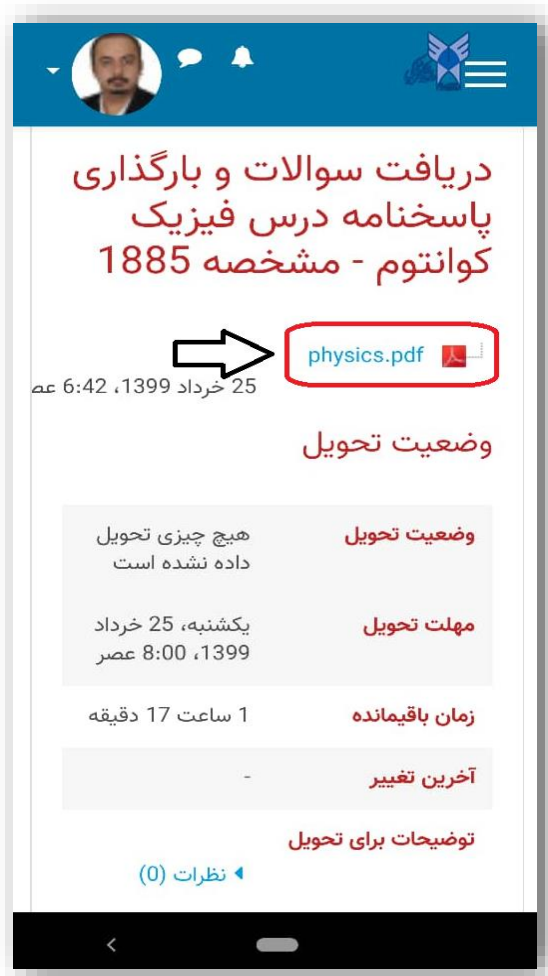 دریافت سوالات و بارگذاری
پاسخنامه درس فیزیک
کوانتوم - مشخصه 1885
physics.pdf
25 خرداد 1399، 6:42 عص
وضعیت تحویل
وضعیت تحویل
هیچ چیزی تحویل
داده نشده است
مهلت تحویل
یکشنبه، 25 خرداد
1399، 8:00 عصر
زمان باقیمانده
1 ساعت 17 دقیقه
آخرین تغییر
-
توضیحات برای تحویل
نظرات (0)